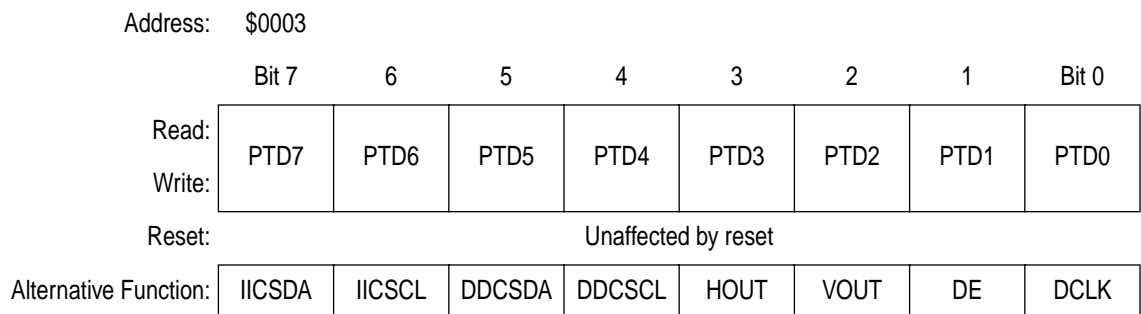 Address: $0003
Bit 7 6 5 4 3 2 1 Bit 0
Read:
PTD7 PTD6 PTD5 PTD4 PTD3 PTD2 PTD1 PTD0
Write:
Reset: Unaffected by reset
Alternative Function: IICSDA IICSCL DDCSDA DDCSCL HOUT VOUT DE DCLK